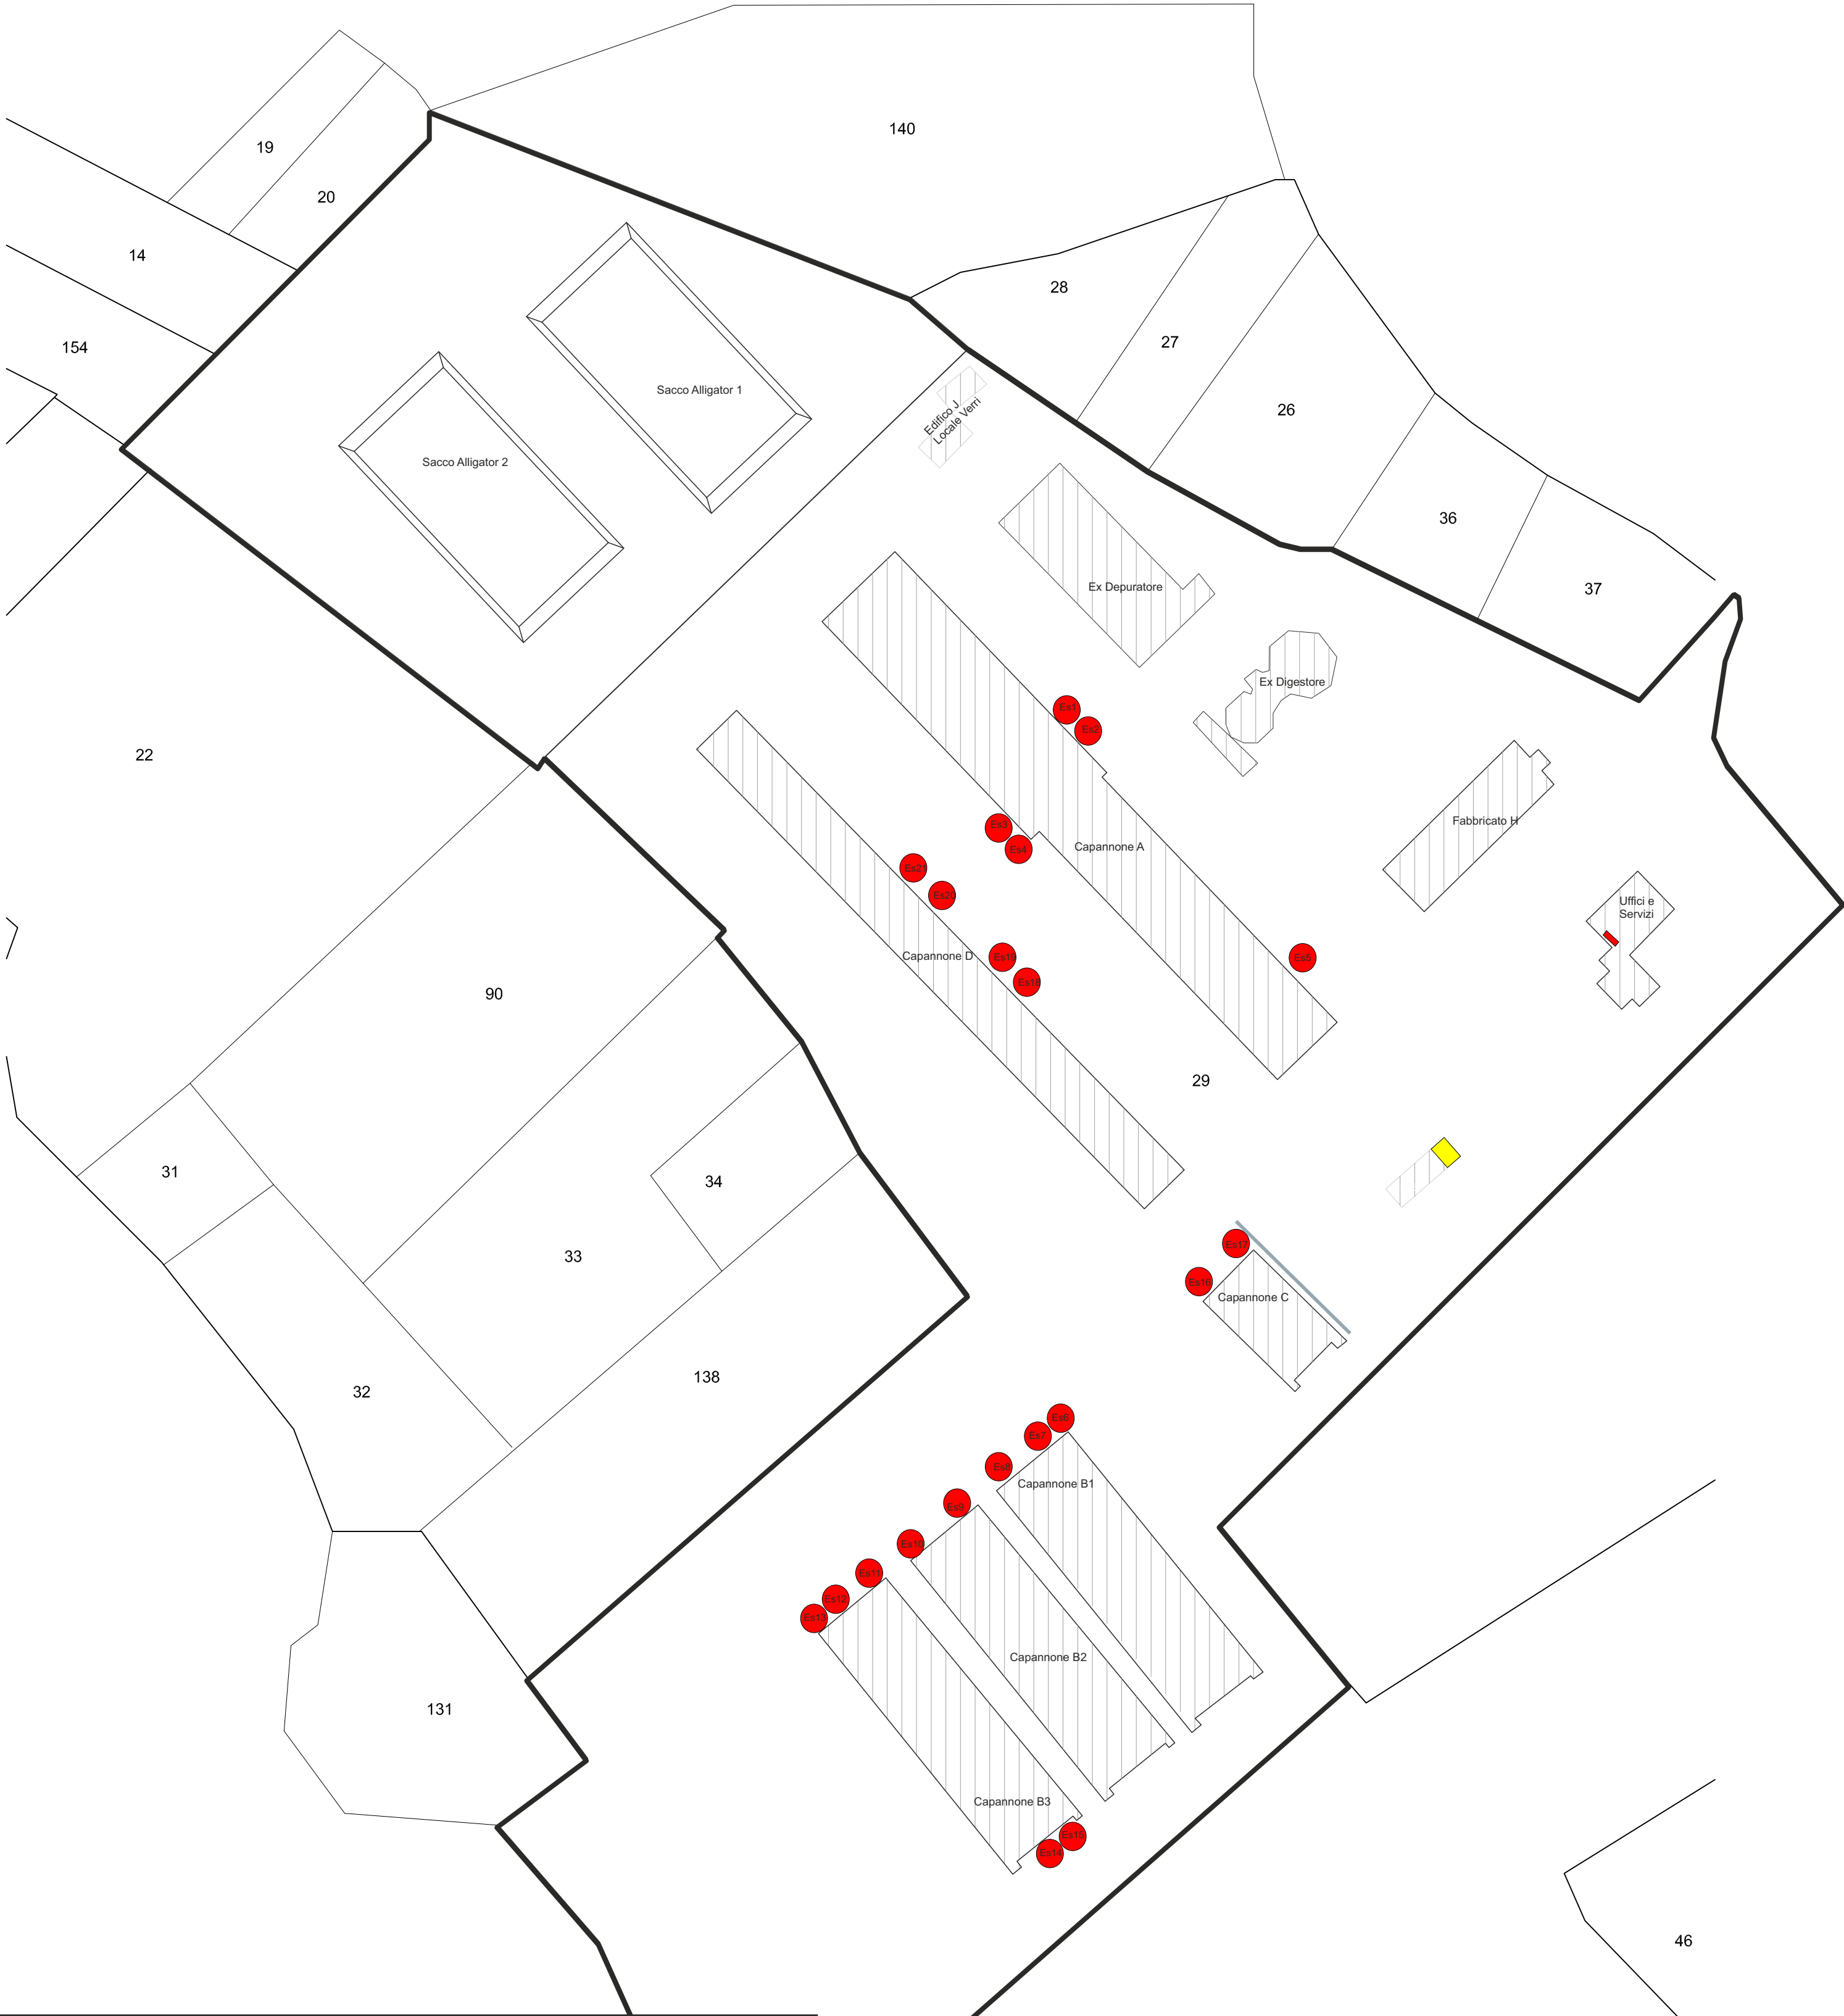 140
19
20
14
28
27
154
Sacco Alligator 1
26
Edifico J
Locale Verri
Sacco Alligator 2
36
Ex Depuratore
37
Ex Digestore
Es1
Es2
22
Fabbricato H
Es3
Es4
Capannone A
Es21
Es20
Uffici e
Servizi
Capannone D
Es19
Es5
Es18
90
29
31
34
Es17
33
Es16
Capannone C
138
32
Es6
Es7
Es8
Capannone B1
Es9
Es10
Es11
Es12
Es13
Capannone B2
131
Capannone B3
Es15
Es14
46